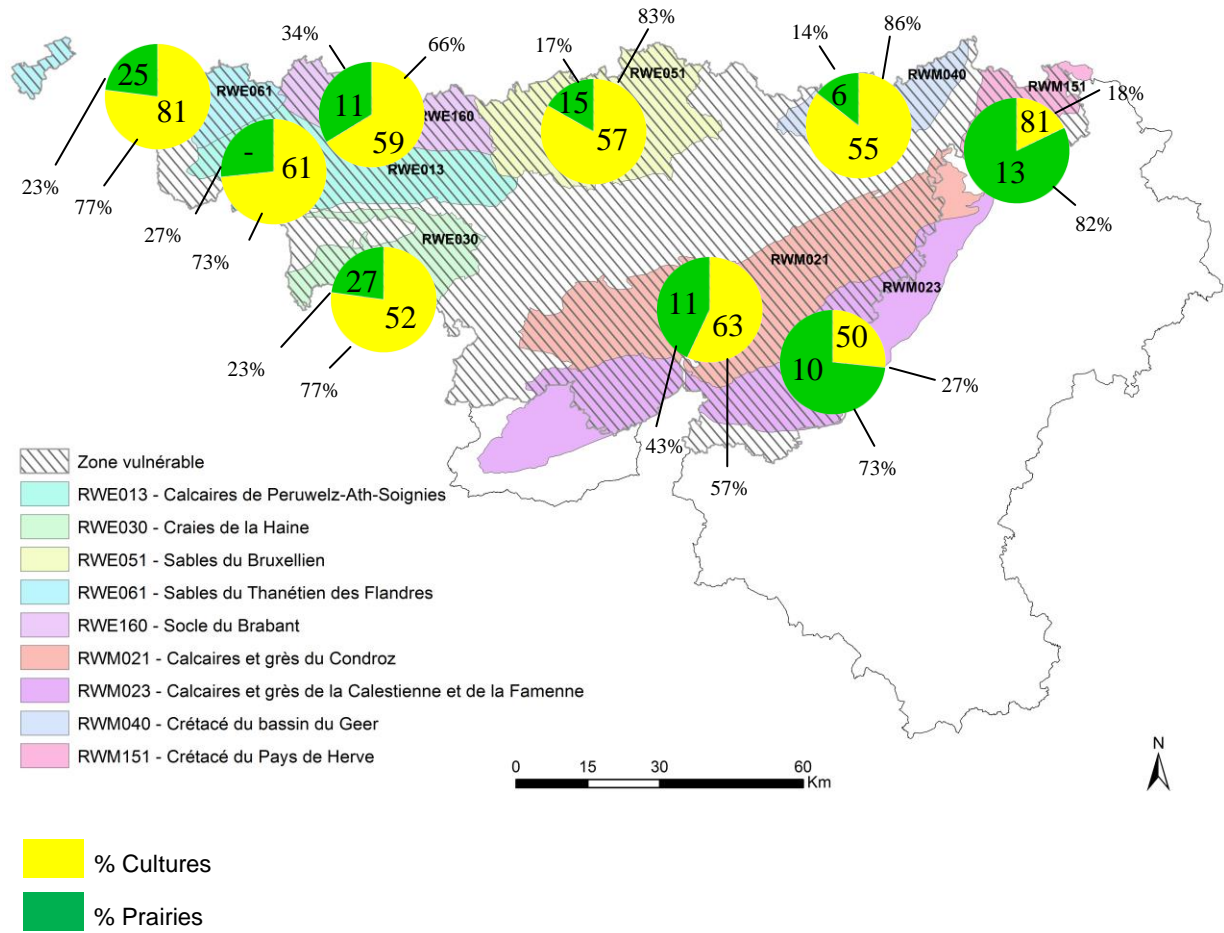 83%
34%
66%
17%
14%
86%
RWE051
RWM040
RWM151
25
RWE061
11
15
6
18%
81
RWE160
59
57
55
81
-
61
RWE013
13
23%
77%
27%
73%
82%
RWE030
RWM021
RWM023
27
52
11
63
50
10
23%
77%
27%
43%
57%
73%
Zone vulnérable
RWE013 - Calcaires de Peruwelz-Ath-Soignies
RWE030 - Craies de la Haine
RWE051 - Sables du Bruxellien
RWE061 - Sables du Thanétien des Flandres
RWE160 - Socle du Brabant
RWM021 - Calcaires et grès du Condroz
RWM023 - Calcaires et grès de la Calestienne et de la Famenne
RWM040 - Crétacé du bassin du Geer
RWM151 - Crétacé du Pays de Herve
0 15 30 60
Km
N
% Cultures
% Prairies